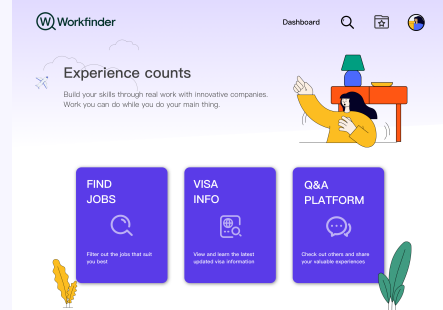 Workfinder
Dashboard
Experience counts
Build your skills through real work with innovative companies.
Work you can do while you do your main thing.
FIND
JOBS
Filter out the jobs that suit
you best
VISA
INFO
View and learn the latest
updated visa information
Q&A
PLATFORM
Check out others and share
your valuable experiences